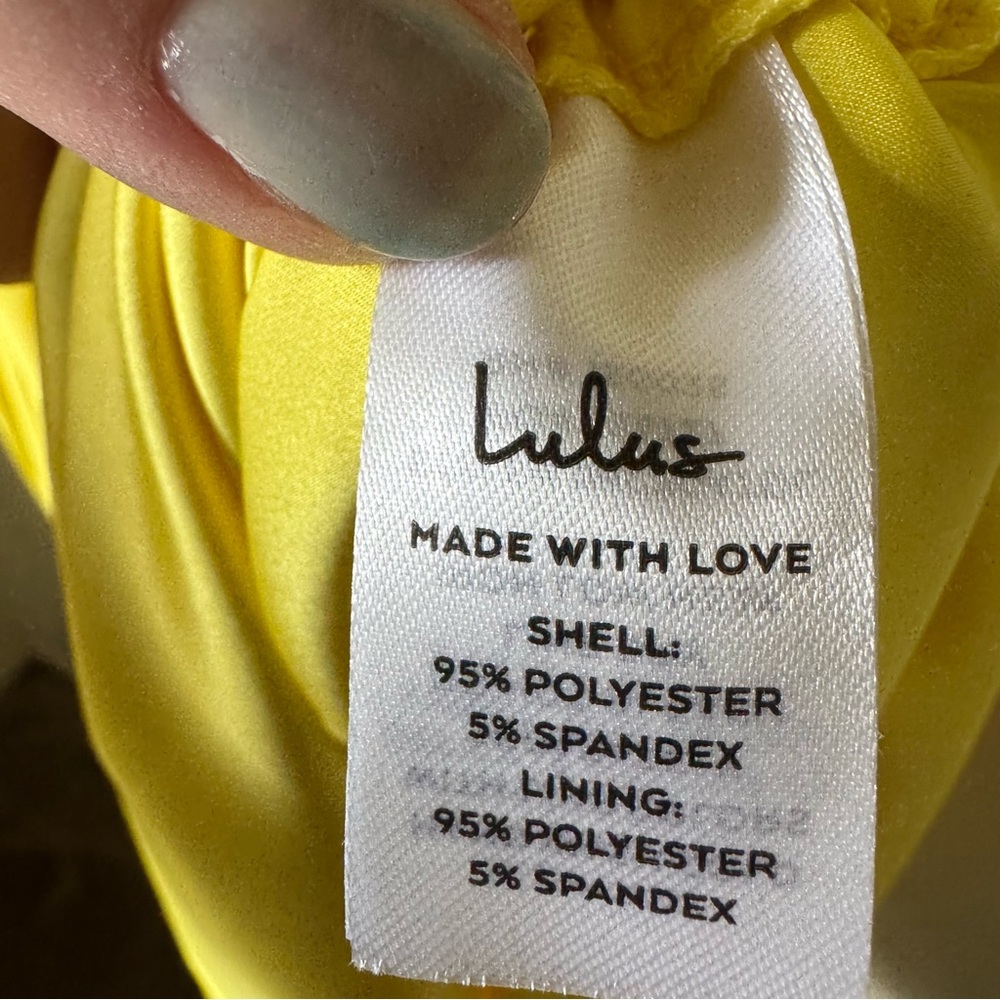 Lulus
MADE WITH LOVE
SHELL:
95% POLYESTER
5% SPANDEX
LINING:
95% POLYESTER
5% SPANDEX